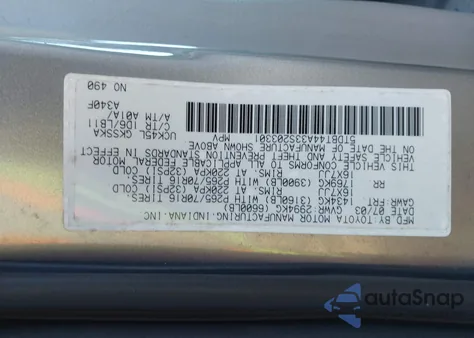 MFD. BY: TOYOTA MOTOR MANUFACTURING, INDIANA, INC.
DATE 07/03 GVWR: 2994KG (6600LB)
GAWR: FRT: 1434KG (3160LB) WITH P265/70R16 TIRES,
16X7JJ RIMS, AT 220KPA (32PSI) COLD
RR 1769KG (3900LB) WITH P265/70R16 TIRES,
16X7JJ RIMS, AT 220KPA (32PSI) COLD
THIS VEHICLE CONFORMS TO ALL APPLICABLE FEDERAL MOTOR
VEHICLE SAFETY AND THEFT PREVENTION STANDARDS IN EFFECT
ON THE DATE OF MANUFACTURE SHOWN ABOVE.
5TDBT44A33S203301 MPV
UCK45L GKSSKA
C/TR 1D6/LB11
A/TM A01A/ A340F
NO 490
autoSnap